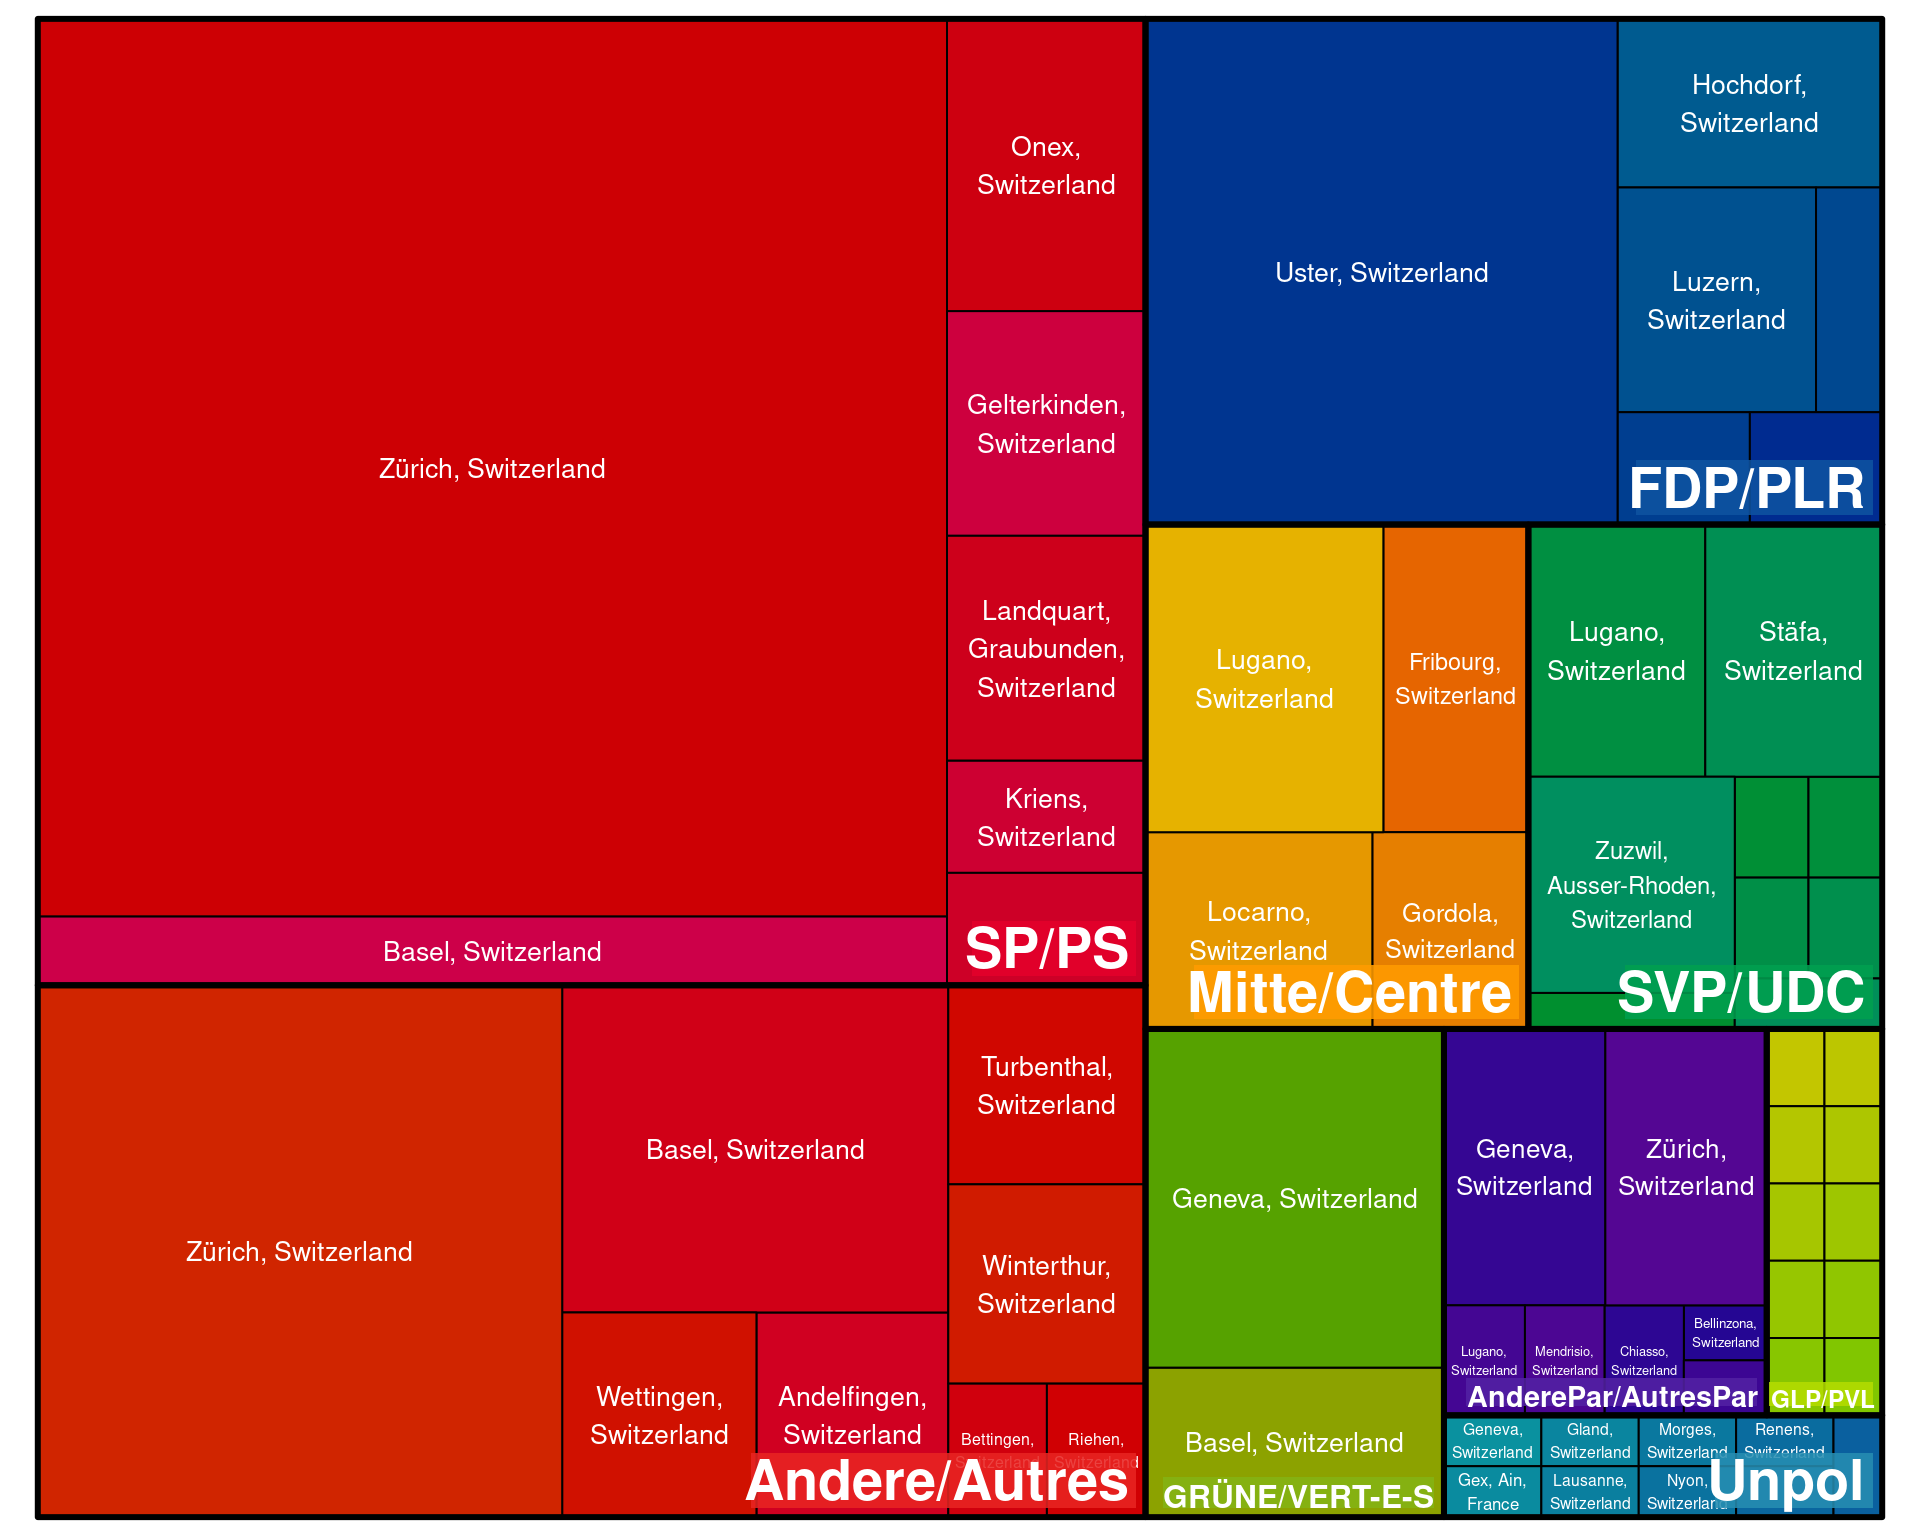 Zürich, Switzerland
Onex,
Switzerland
Gelterkinden,
Switzerland
Landquart,
Graubunden,
Switzerland
Kriens,
Switzerland
Basel, Switzerland
SP/PS
Uster, Switzerland
Hochdorf,
Switzerland
Luzern,
Switzerland
FDP/PLR
Lugano,
Switzerland
Fribourg,
Switzerland
Locarno,
Switzerland
Gordola,
Switzerland
Mitte/Centre
Lugano,
Switzerland
Stäfa,
Switzerland
Zuzwil,
Ausser-Rhoden,
Switzerland
SVP/UDC
Zürich, Switzerland
Basel, Switzerland
Turbenthal,
Switzerland
Winterthur,
Switzerland
Wettingen,
Switzerland
Andelfingen,
Switzerland
Bettingen,
Switzerland
Riehen,
Switzerland
Andere/Autres
Geneva, Switzerland
Basel, Switzerland
GRÜNE/VERT-E-S
Geneva,
Switzerland
Zürich,
Switzerland
Lugano,
Switzerland
Mendrisio,
Switzerland
Chiasso,
Switzerland
Bellinzona,
Switzerland
AnderePar/AutresPar
GLP/PVL
Geneva,
Switzerland
Gland,
Switzerland
Morges,
Switzerland
Renens,
Switzerland
Gex, Ain,
France
Lausanne,
Switzerland
Nyon,
Switzerland
Unpol